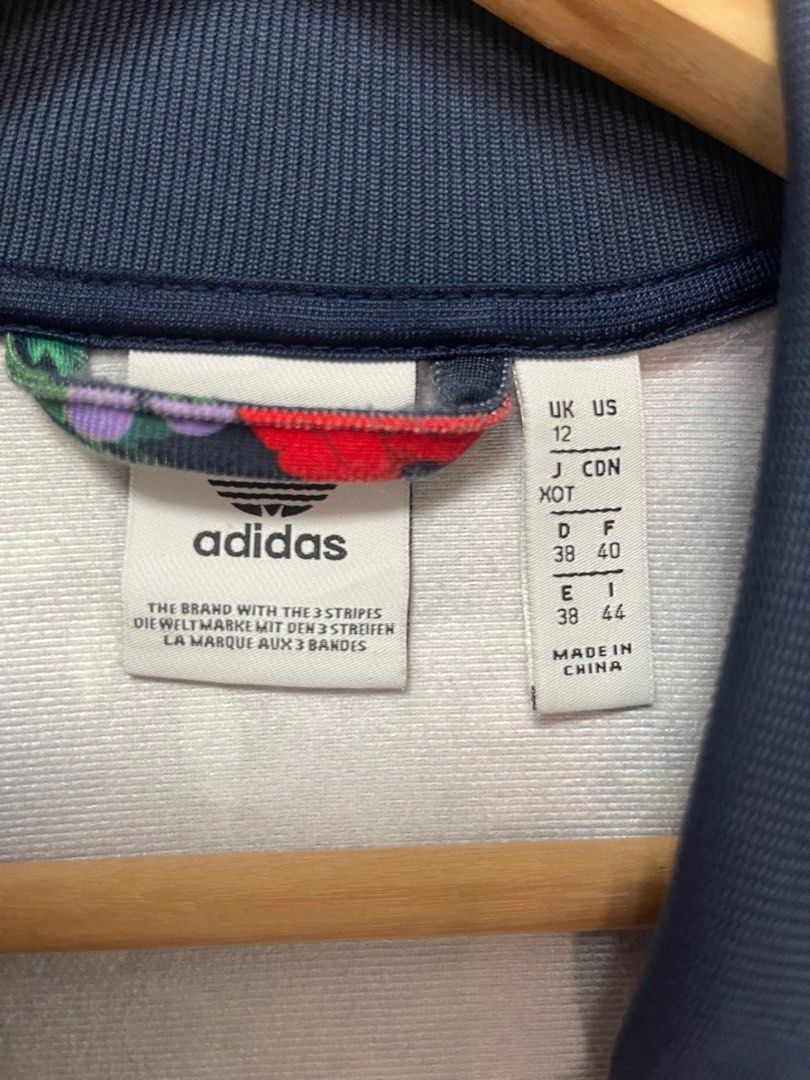 adidas
THE BRAND WITH THE 3 STRIPES
DIE WELTMARKE MIT DEN 3 STREIFEN
LA MARQUE AUX 3 BANDES
UK US
12
J CDN
XOT
D F
38 40
E I
38 44
MADE IN
CHINA